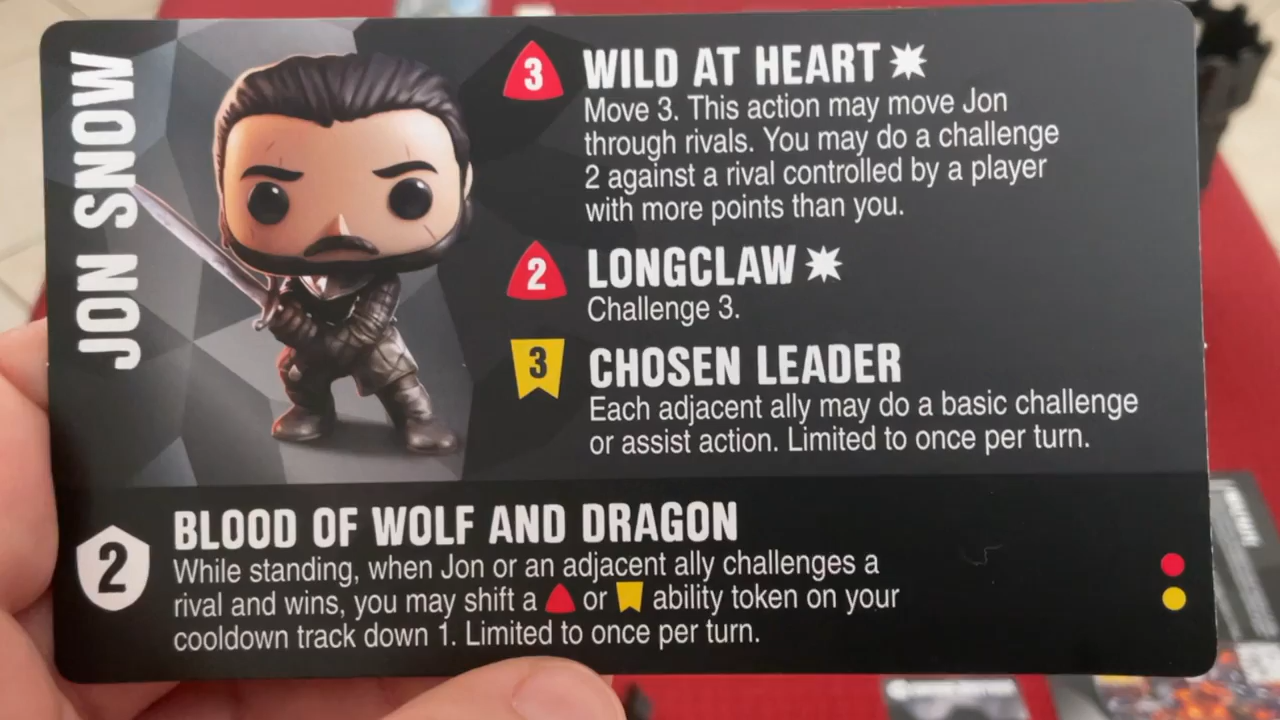 JON SNOW
3 WILD AT HEART
Move 3. This action may move Jon
through rivals. You may do a challenge
2 against a rival controlled by a player
with more points than you.
2 LONGCLAW
Challenge 3.
3 CHOSEN LEADER
Each adjacent ally may do a basic challenge
or assist action. Limited to once per turn.
2 BLOOD OF WOLF AND DRAGON
While standing, when Jon or an adjacent ally challenges a
rival and wins, you may shift a or ability token on your
cooldown track down 1. Limited to once per turn.